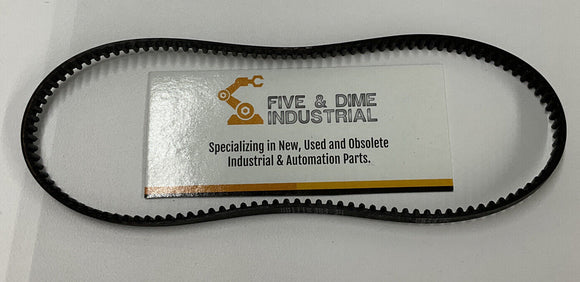 FIVE & DIME
INDUSTRIAL
Specializing in New, Used and Obsolete
Industrial & Automation Parts.